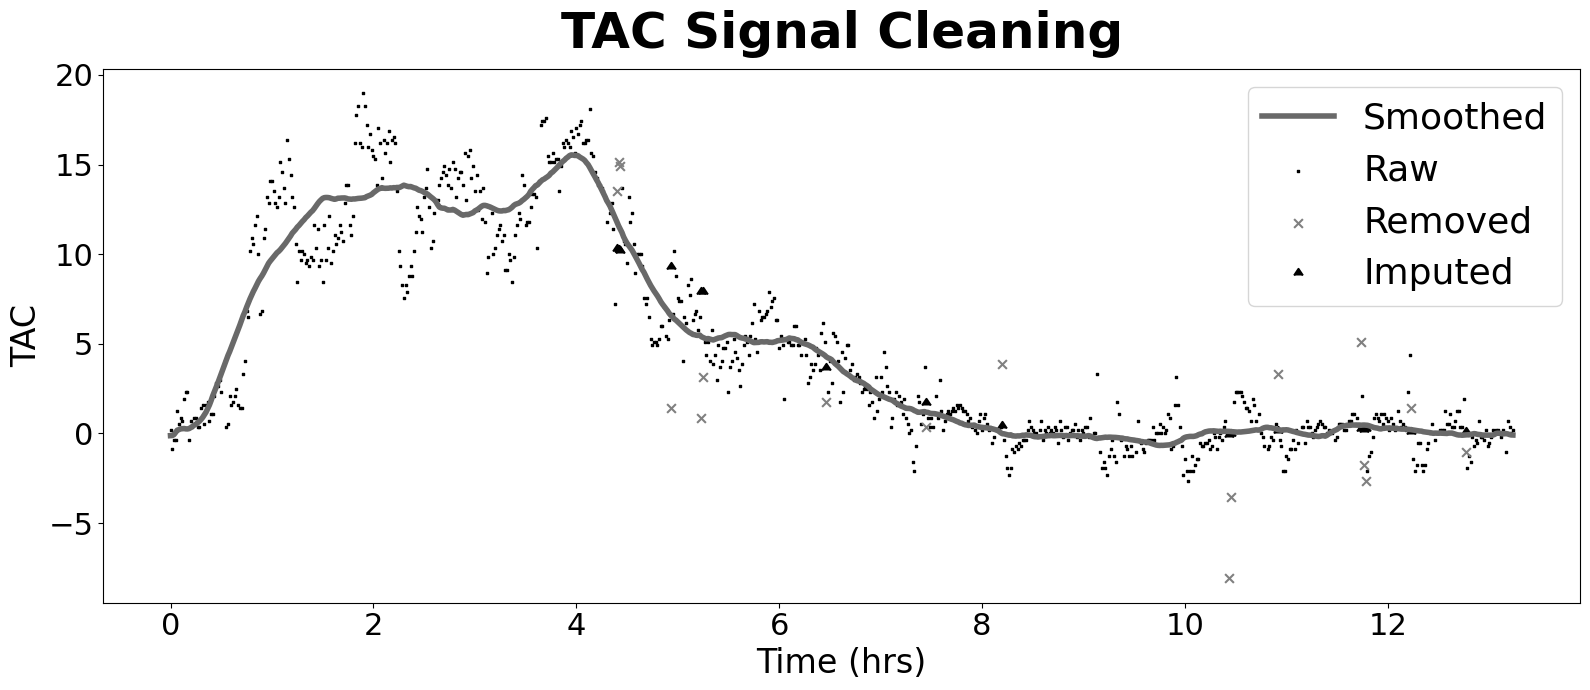 TAC Signal Cleaning
20
15
10
5
0
−5
TAC
Smoothed
Raw
Removed
Imputed
0 2 4 6 8 10 12
Time (hrs)